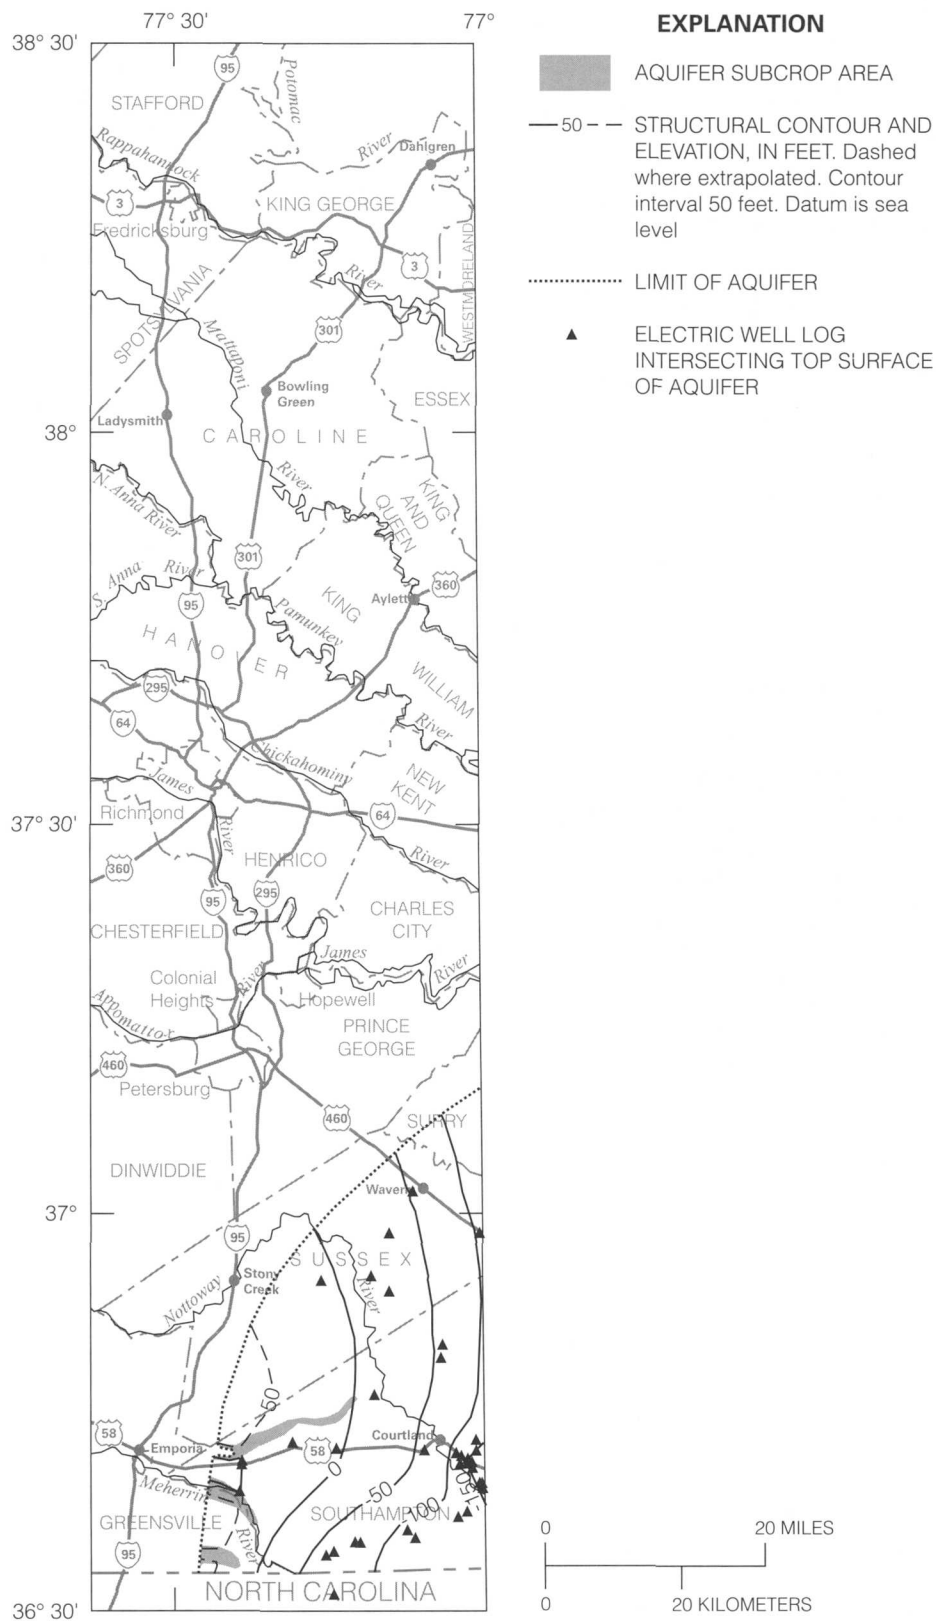 77° 30'
77°
38° 30'
EXPLANATION
95
AQUIFER SUBCROP AREA
STAFFORD
Potomac
50
STRUCTURAL CONTOUR AND
ELEVATION, IN FEET. Dashed
where extrapolated. Contour
interval 50 feet. Datum is sea
level
Rappahannock
River
Dahlgren
3
KING GEORGE
Fredricksburg
WESTMORELAND
River
3
LIMIT OF AQUIFER
SPOTSYLVANIA
Mattaponi
301
ELECTRIC WELL LOG
INTERSECTING TOP SURFACE
OF AQUIFER
Bowling
Green
ESSEX
Ladysmith
38°
CAROLINE
River
KING
AND
QUEEN
N. Anna River
301
S. Anna River
360
Aylett
95
KING
Pamunkey
HANOVER
WILLIAM
295
River
64
Chickahominy
NEW
KENT
James
Richmond
64
37° 30'
River
360
HENRICO
River
95
295
CHARLES
CITY
CHESTERFIELD
James
River
Colonial
Heights
River
Hopewell
Appomattox
PRINCE
GEORGE
460
Petersburg
460
SURRY
DINWIDDIE
Waverly
37°
95
SUSSEX
Stony
Creek
Nottoway
River
50
58
Courtland
Emporia
58
0
Meherrin
-50
-100
-150
GREENSVILLE
SOUTHAMPTON
River
95
NORTH CAROLINA
36° 30'
0
20 MILES
0
20 KILOMETERS